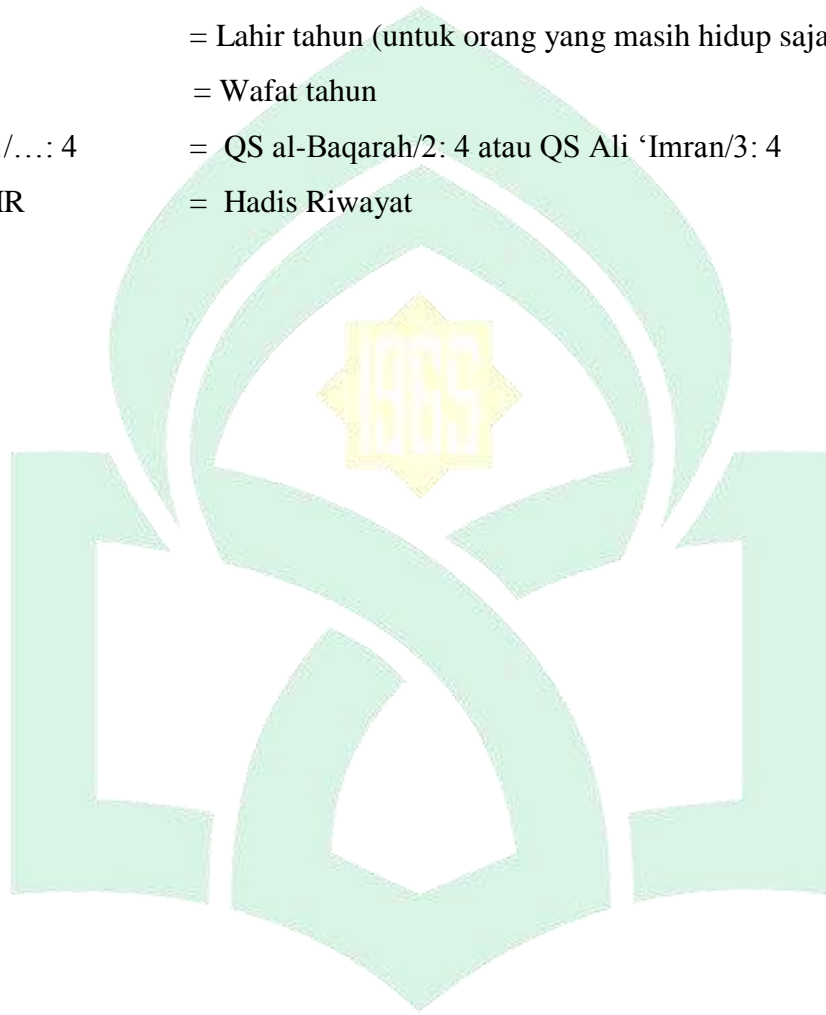 = Lahir tahun (untuk orang yang masih hidup saja
= Wafat tahun
/…: 4 = QS al-Baqarah/2: 4 atau QS Ali ‘Imran/3: 4
= Hadis Riwayat
1968